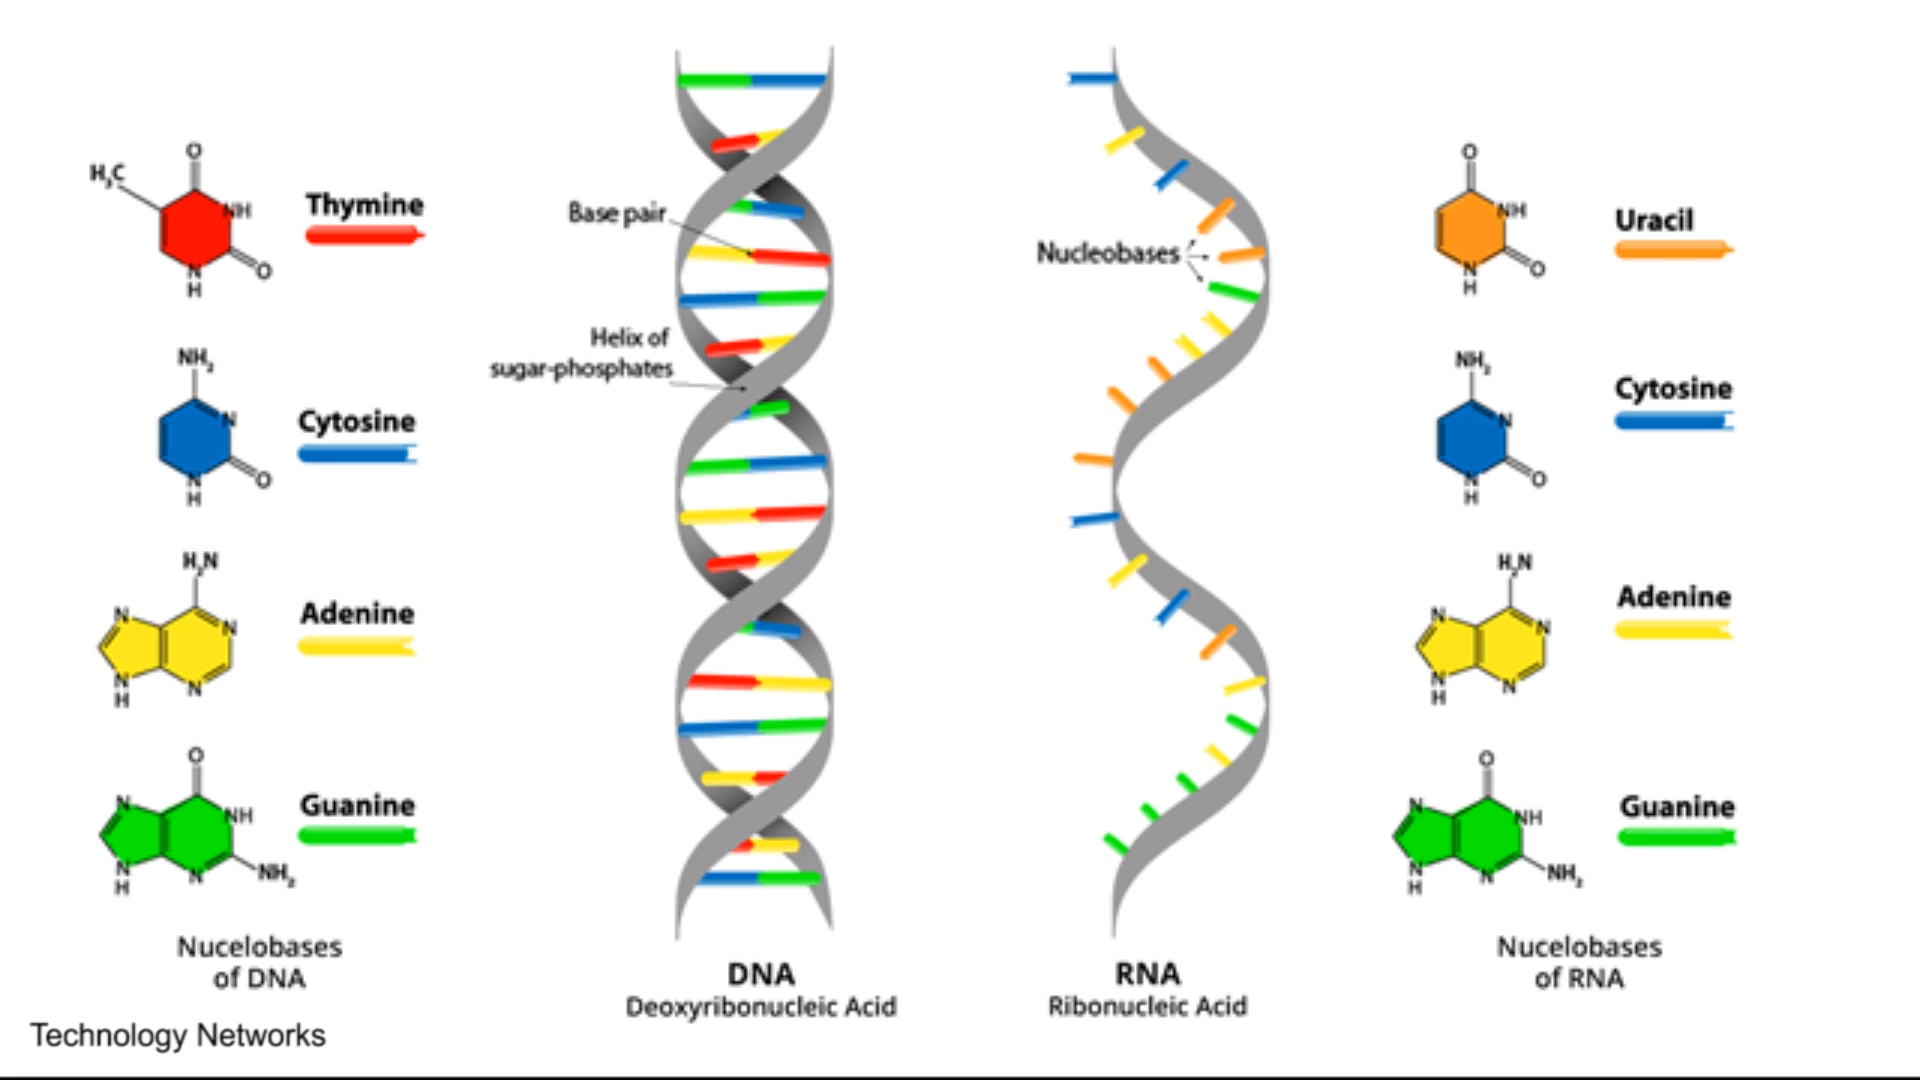 H₃C
O
NH
O
N
H
Thymine
NH₂
N
O
N
H
Cytosine
H₂N
N
N
N
H
N
Adenine
O
N
NH
N
H
N
NH₂
Guanine
Nucelobases
of DNA
Base pair
Helix of
sugar-phosphates
DNA
Deoxyribonucleic Acid
Nucleobases
RNA
Ribonucleic Acid
O
NH
O
N
H
Uracil
NH₂
N
O
N
H
Cytosine
H₂N
N
N
N
H
N
Adenine
O
N
NH
N
H
N
NH₂
Guanine
Nucelobases
of RNA
Technology Networks